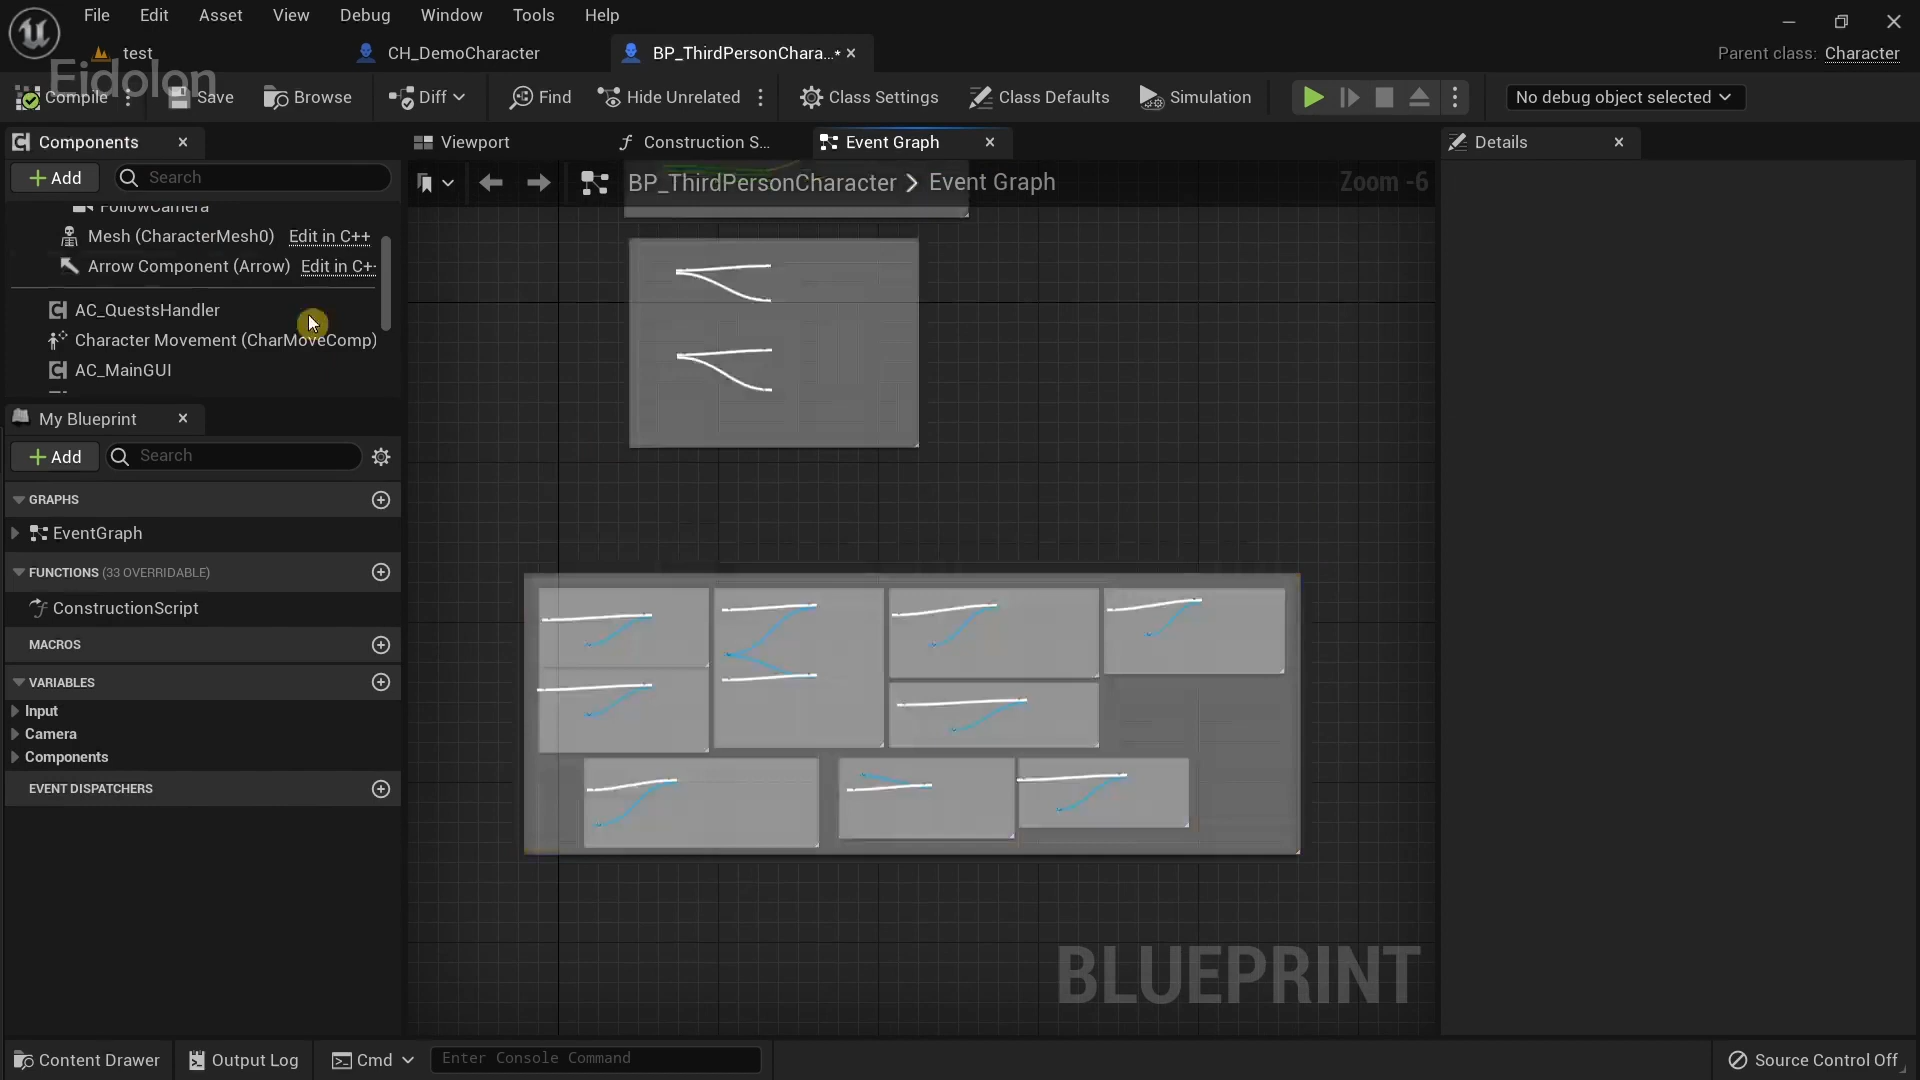 File Edit Asset View Debug Window Tools Help
test CH_DemoCharacter BP_ThirdPersonChara...* Parent class: Character
Eidolon
Compile Save Browse Diff Find Hide Unrelated Class Settings Class Defaults Simulation No debug object selected
Components Viewport Construction S... Event Graph Details
Add Search BP_ThirdPersonCharacter > Event Graph Zoom -6
FollowCamera
Mesh (CharacterMesh0) Edit in C++
Arrow Component (Arrow) Edit in C+
AC_QuestsHandler
Character Movement (CharMoveComp)
AC_MainGUI
My Blueprint
Add Search
GRAPHS
EventGraph
FUNCTIONS (33 OVERRIDABLE)
ConstructionScript
MACROS
VARIABLES
Input
Camera
Components
EVENT DISPATCHERS
BLUEPRINT
Content Drawer Output Log Cmd Enter Console Command Source Control Off